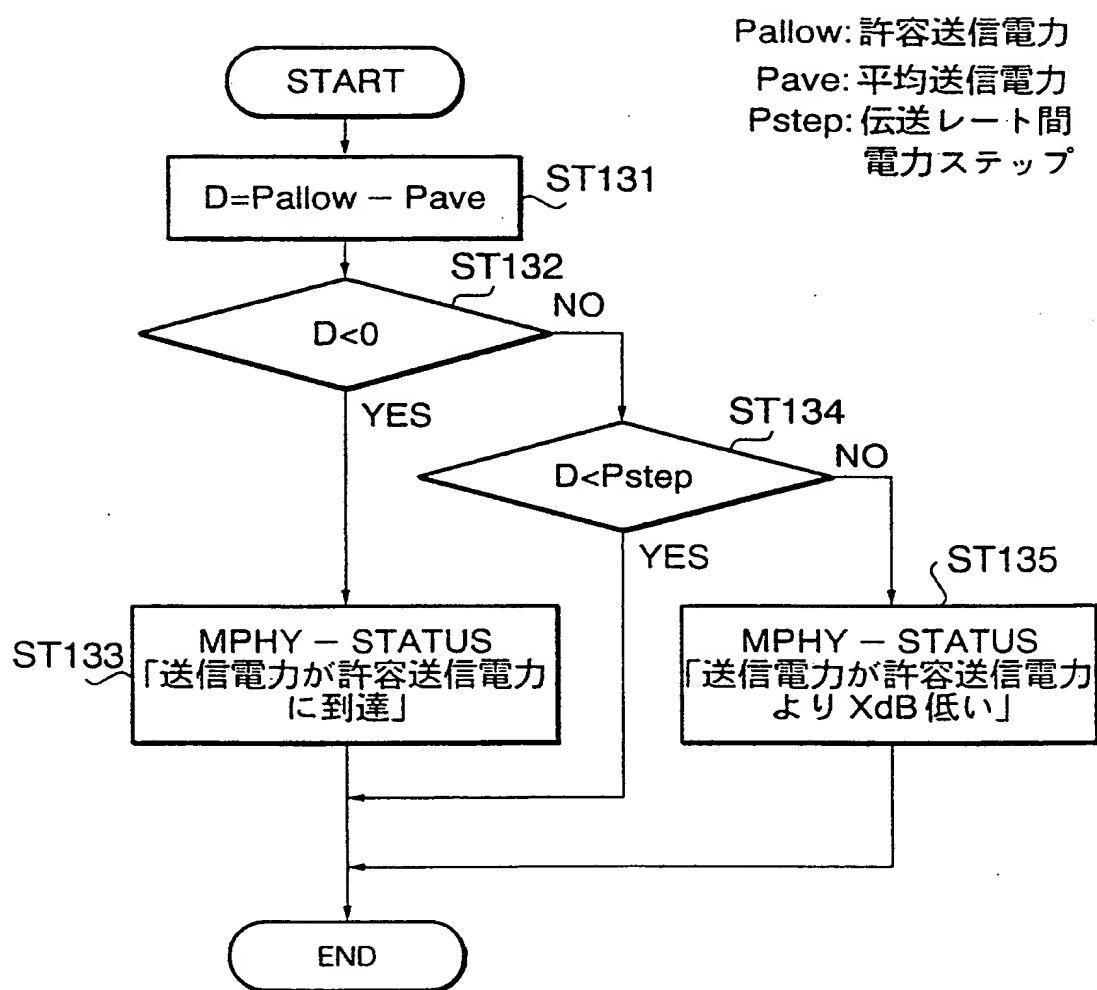 Pallow: 許容送信電力
Pave: 平均送信電力
Pstep: 伝送レート間
電力ステップ
START
D=Pallow − Pave
ST131
ST132
D<0
NO
YES
ST134
D<Pstep
NO
YES
ST135
ST133
MPHY − STATUS
「送信電力が許容送信電力
に到達」
MPHY − STATUS
「送信電力が許容送信電力
より XdB 低い」
END